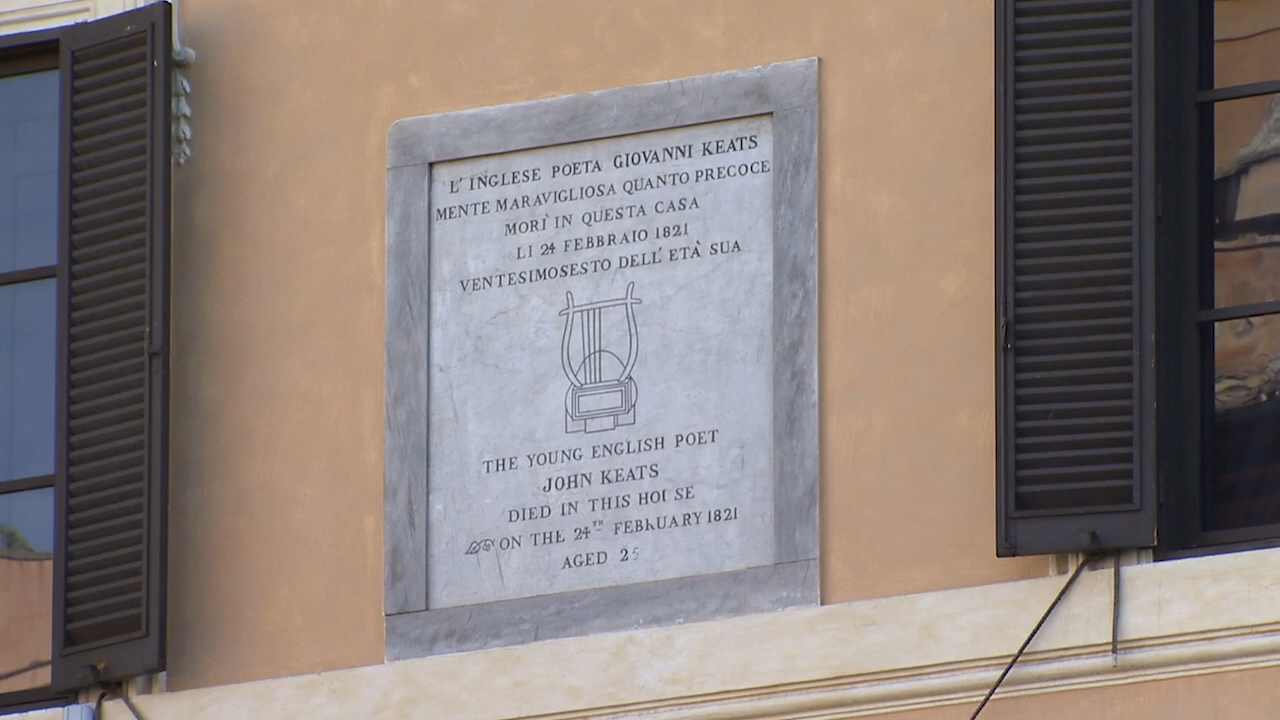 L' INGLESE POETA GIOVANNI KEATS
MENTE MARAVIGLIOSA QUANTO PRECOCE
MORÌ IN QUESTA CASA
LI 24 FEBBRAIO 1821
VENTESIMOSESTO DELL' ETÀ SUA
THE YOUNG ENGLISH POET
JOHN KEATS
DIED IN THIS HOUSE
ON THE 24TH FEBRUARY 1821
AGED 25